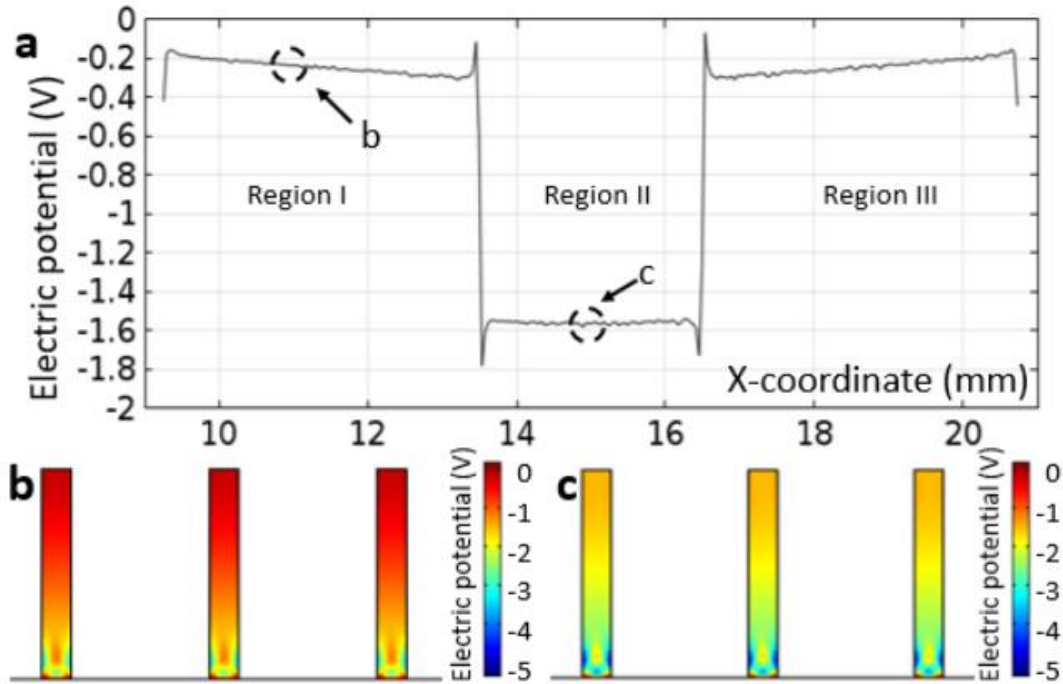 a
0
-0.2
-0.4
-0.6
-0.8
-1
-1.2
-1.4
-1.6
-1.8
-2
Electric potential (V)
b
Region I
Region II
Region III
c
X-coordinate (mm)
10
12
14
16
18
20
b
0
-1
-2
-3
-4
-5
Electric potential (V)
c
0
-1
-2
-3
-4
-5
Electric potential (V)